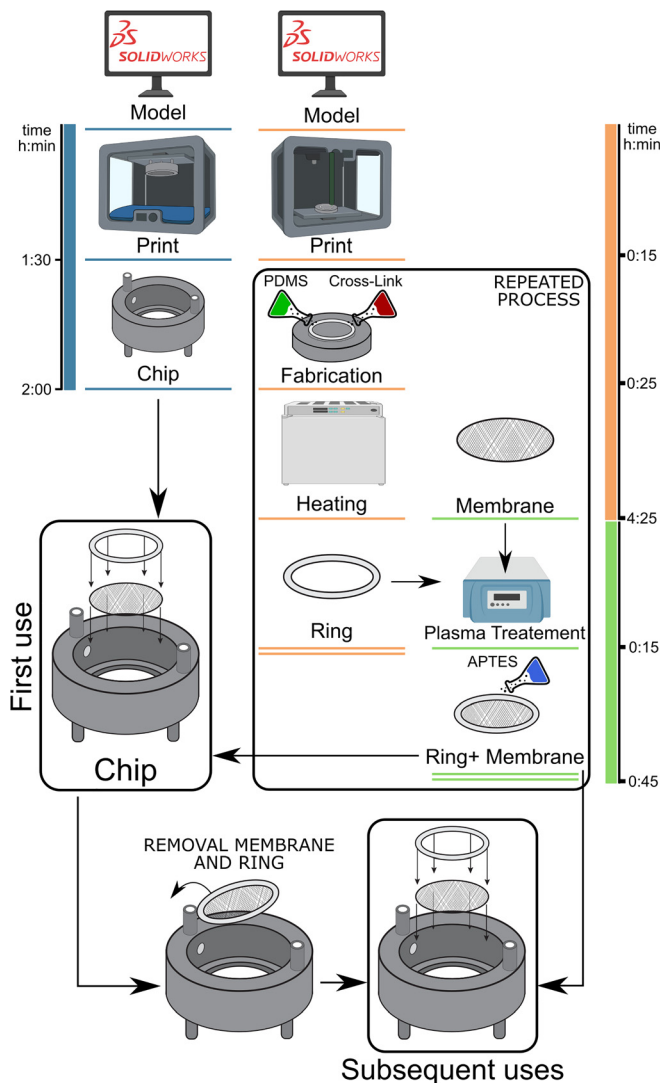 3DS
SOLIDWORKS
3DS
SOLIDWORKS
Model
Model
time
h:min
time
h:min
Print
Print
1:30
0:15
PDMS
Cross-Link
REPEATED
PROCESS
Chip
Fabrication
2:00
0:25
Heating
Membrane
4:25
First use
Ring
Plasma Treatement
0:15
APTES
Chip
Ring+ Membrane
0:45
REMOVAL MEMBRANE
AND RING
Subsequent uses